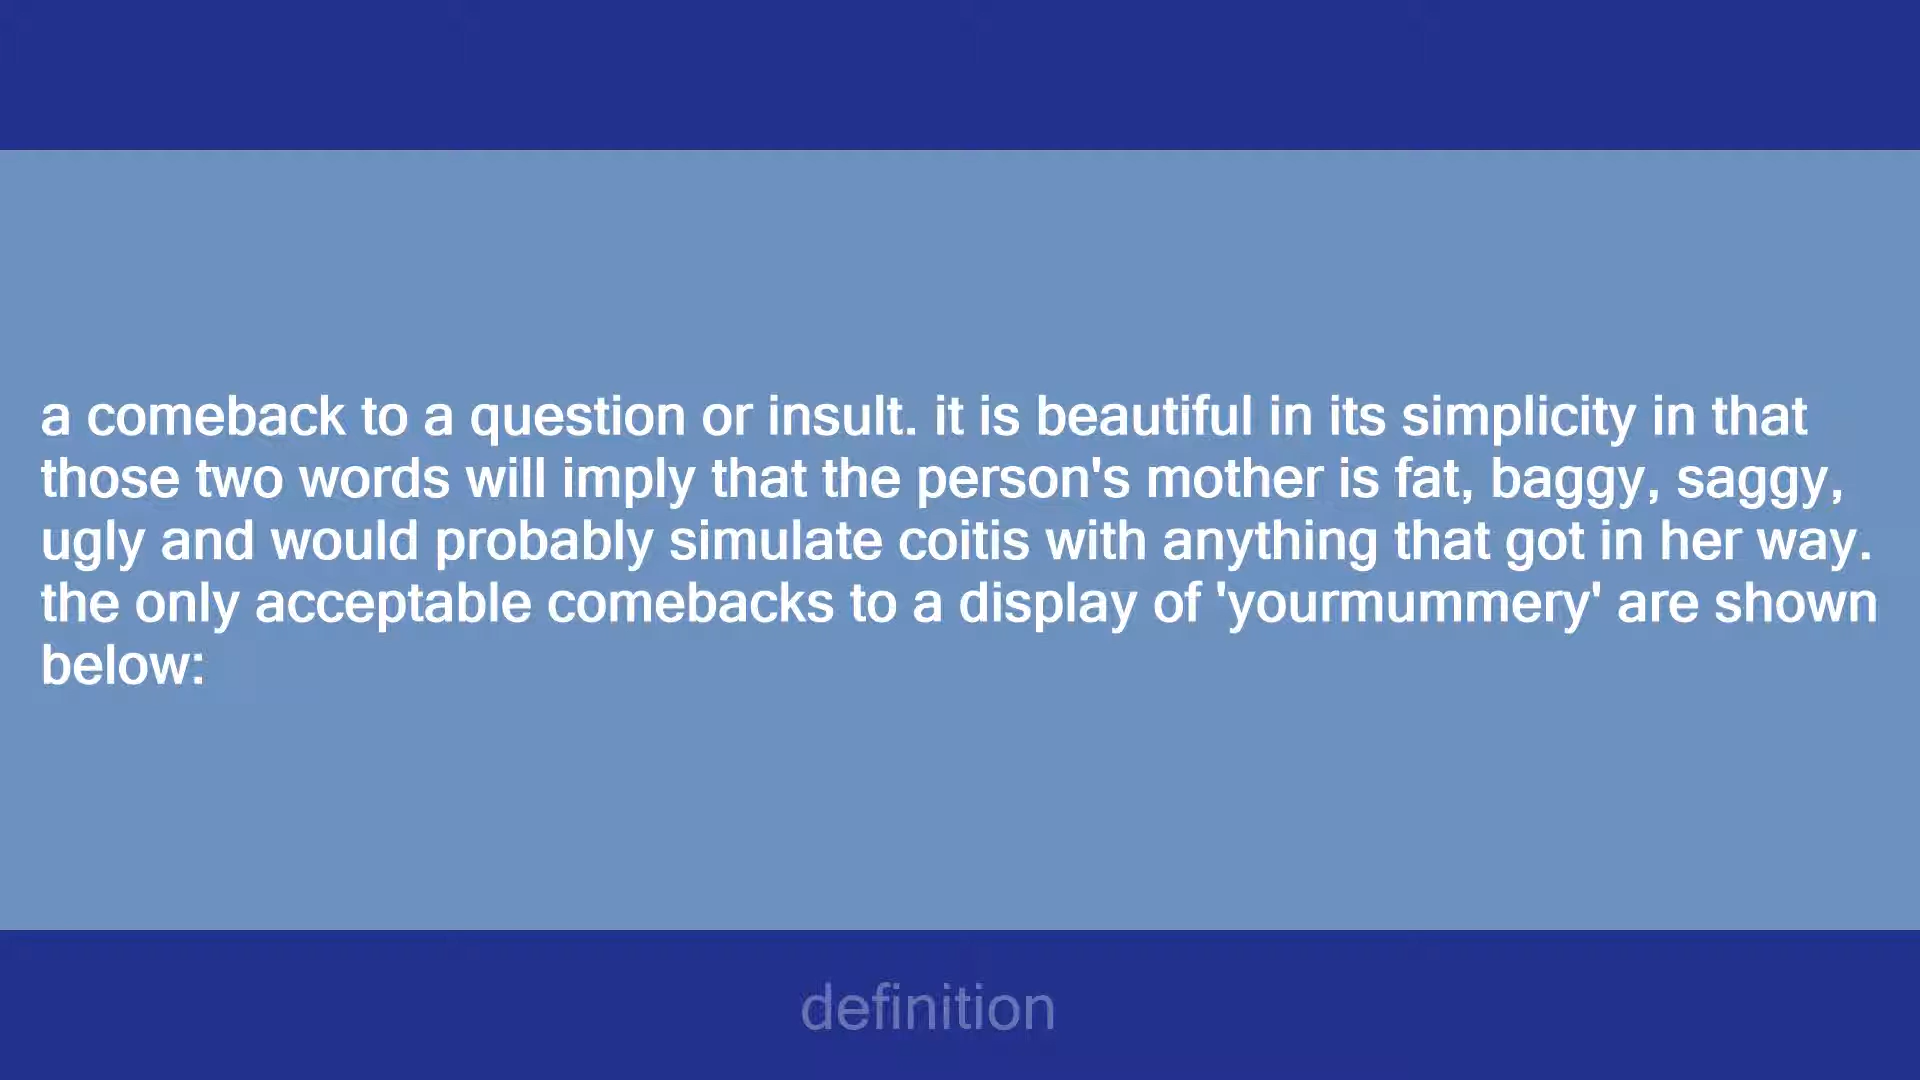 a comeback to a question or insult. it is beautiful in its simplicity in that
those two words will imply that the person's mother is fat, baggy, saggy,
ugly and would probably simulate coitis with anything that got in her way.
the only acceptable comebacks to a display of 'yourmummery' are shown
below:
definition